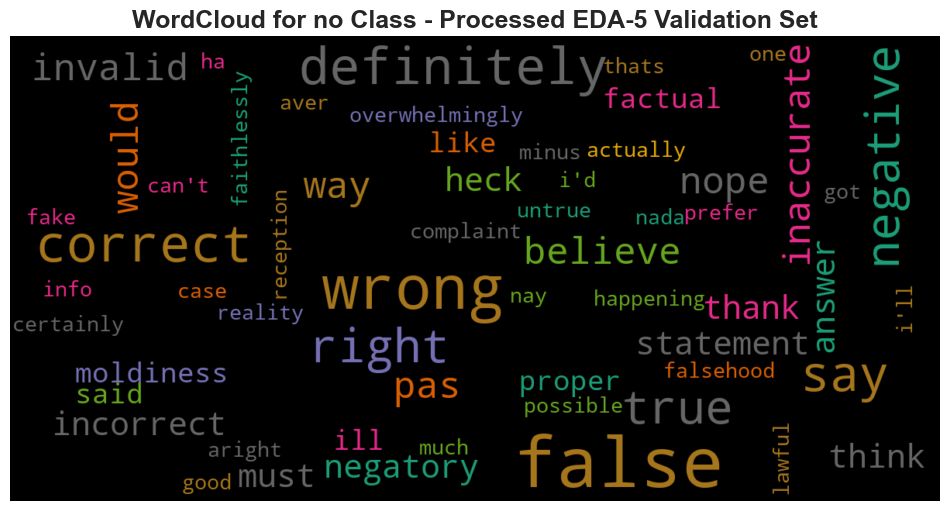 WordCloud for no Class - Processed EDA-5 Validation Set
invalid
ha
definitely
thats
one
inaccurate
negative
would
faithlessly
aver
overwhelmingly
factual
like
minus
actually
can't
way
heck
i'd
nope
got
fake
correct
reception
complaint
untrue
nada
prefer
believe
answer
info
case
wrong
nay
happening
thank
i'll
certainly
reality
right
statement
moldiness
said
pas
proper
possible
falsehood
say
true
incorrect
aright
ill
much
negatory
false
lawful
think
good
must